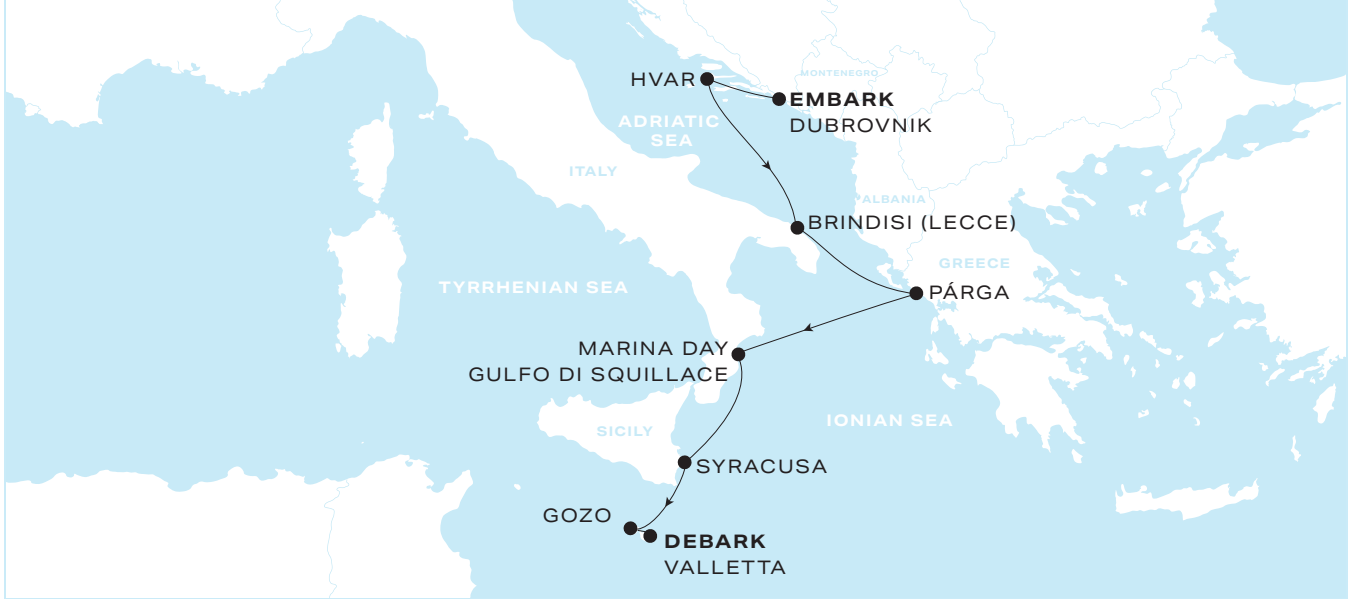 MONTENEGRO
HVAR
EMBARK
DUBROVNIK
ADRIATIC
SEA
ITALY
ALBANIA
BRINDISI (LECCE)
GREECE
TYRRHENIAN SEA
PÁRGA
MARINA DAY
GULFO DI SQUILLACE
IONIAN SEA
SICILY
SYRACUSA
GOZO
DEBARK
VALLETTA